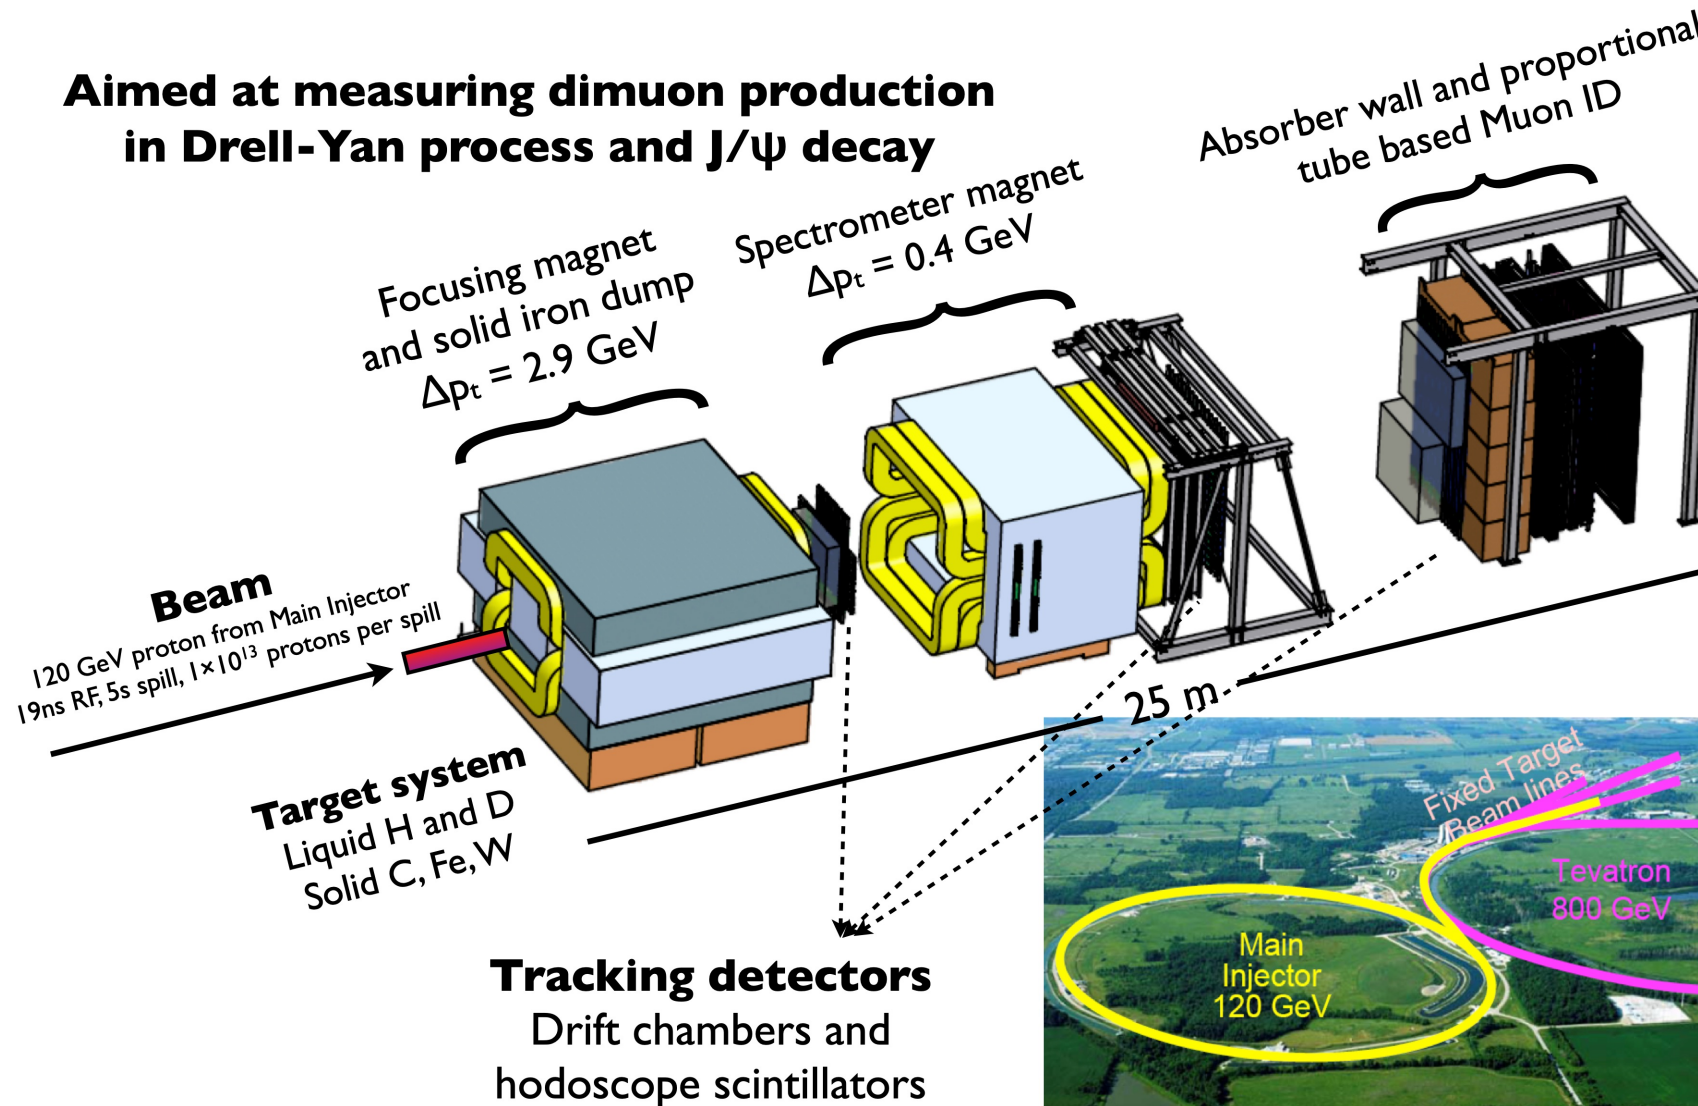 Aimed at measuring dimuon production
in Drell-Yan process and J/ψ decay
Absorber wall and proportional
tube based Muon ID
Spectrometer magnet
Δpₜ = 0.4 GeV
Focusing magnet
and solid iron dump
Δpₜ = 2.9 GeV
Beam
120 GeV proton from Main Injector
19ns RF, 5s spill, 1×10¹³ protons per spill
25 m
Target system
Liquid H and D
Solid C, Fe, W
Tracking detectors
Drift chambers and
hodoscope scintillators
Fixed Target
Beam lines
Tevatron
800 GeV
Main
Injector
120 GeV